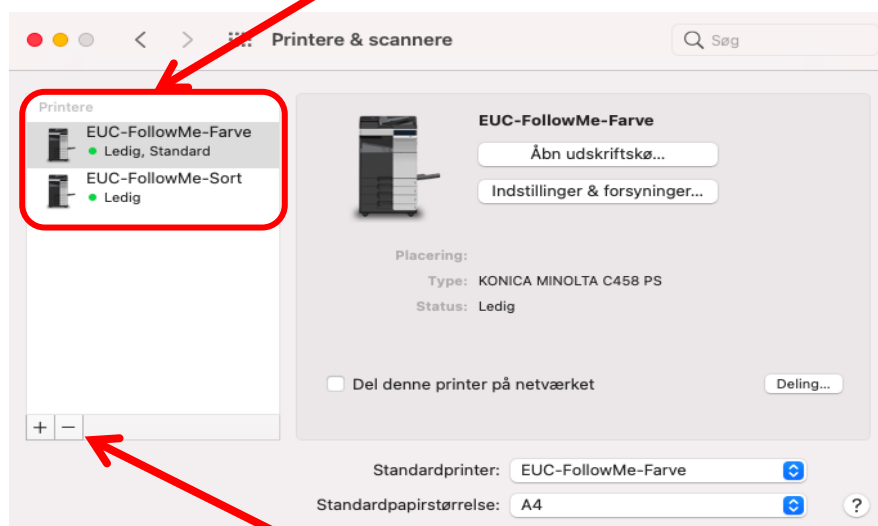 Printere & scannere
Søg
Printere
EUC-FollowMe-Farve
Ledig, Standard
EUC-FollowMe-Sort
Ledig
EUC-FollowMe-Farve
Åbn udskriftskø...
Indstillinger & forsyninger...
Placering:
Type: KONICA MINOLTA C458 PS
Status: Ledig
Del denne printer på netværket
Deling...
+ −
Standardprinter: EUC-FollowMe-Farve
Standardpapirstørrelse: A4
?